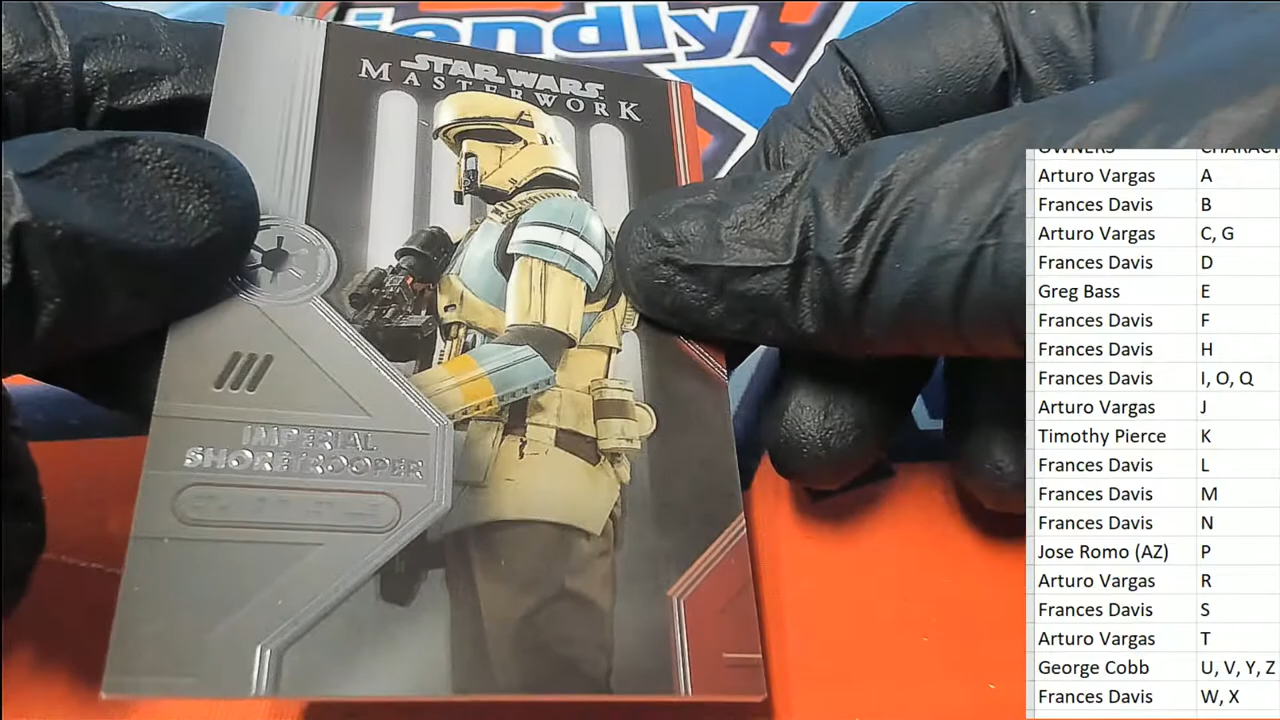 endly
STAR WARS
MASTERWORK
IMPERIAL
SHORETROOPER
OWNERS
Arturo Vargas A
Frances Davis B
Arturo Vargas C, G
Frances Davis D
Greg Bass E
Frances Davis F
Frances Davis H
Frances Davis I, O, Q
Arturo Vargas J
Timothy Pierce K
Frances Davis L
Frances Davis M
Frances Davis N
Jose Romo (AZ) P
Arturo Vargas R
Frances Davis S
Arturo Vargas T
George Cobb U, V, Y, Z
Frances Davis W, X